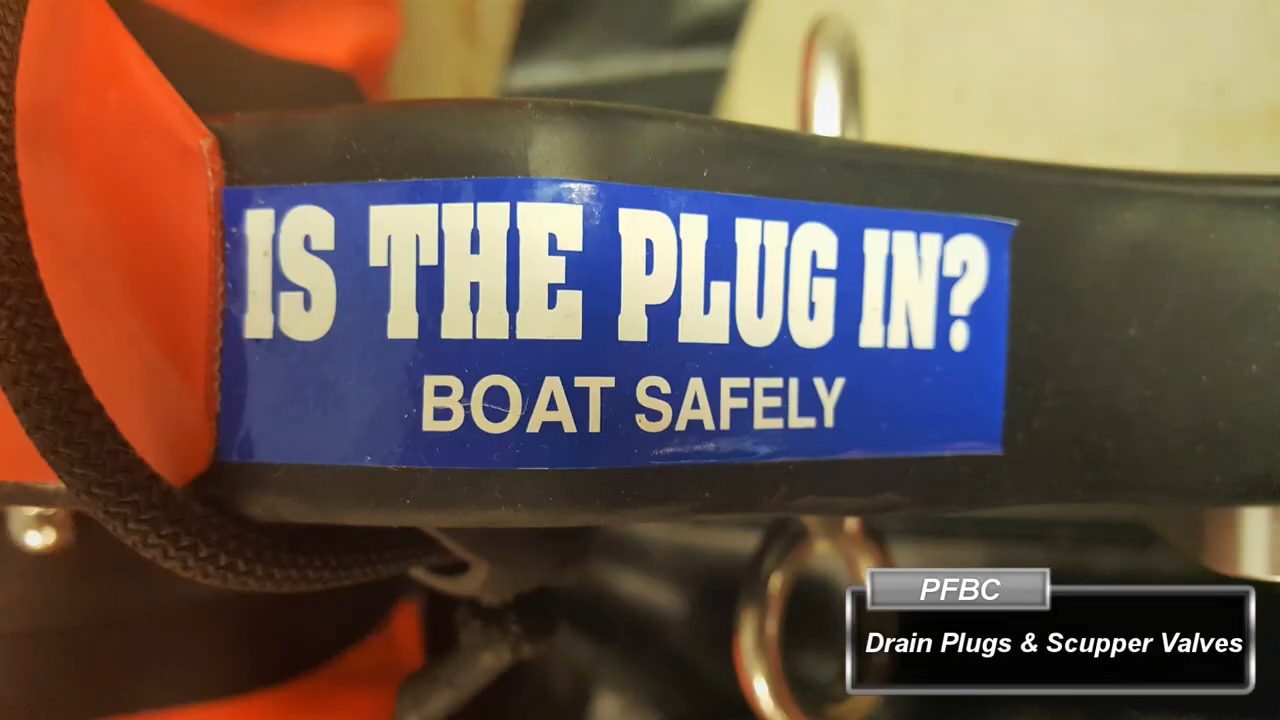 IS THE PLUG IN?
BOAT SAFELY
PFBC
Drain Plugs & Scupper Valves